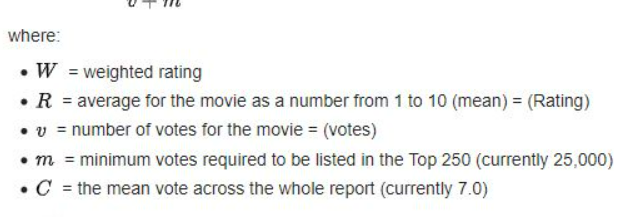 v + m
where:
• W = weighted rating
• R = average for the movie as a number from 1 to 10 (mean) = (Rating)
• v = number of votes for the movie = (votes)
• m = minimum votes required to be listed in the Top 250 (currently 25,000)
• C = the mean vote across the whole report (currently 7.0)